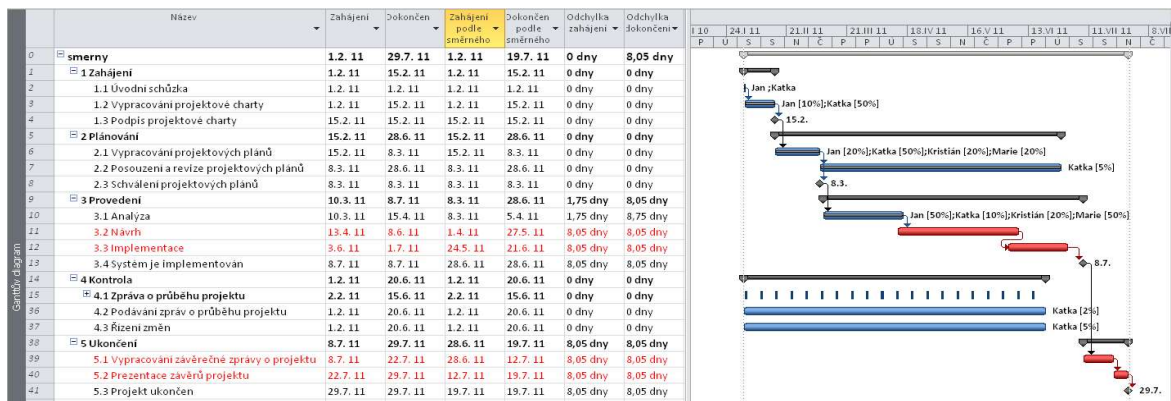 Název Zahájení Dokončen Zahájení podle směrného Dokončen podle směrného Odchylka zahájení Odchylka dokončení
24.I 11 21.II 11 21.III 11 18.IV 11 16.V 11 13.VI 11 11.VII 11
P Ú S S N Č P P Ú S S N Č P P Ú S S N Č
0 smerny 1.2. 11 29.7. 11 1.2. 11 19.7. 11 0 dny 8,05 dny
1 1 Zahájení 1.2. 11 15.2. 11 1.2. 11 15.2. 11 0 dny 0 dny
2 1.1 Úvodní schůzka 1.2. 11 1.2. 11 1.2. 11 1.2. 11 0 dny 0 dny Jan ;Katka
3 1.2 Vypracování projektové charty 1.2. 11 15.2. 11 1.2. 11 15.2. 11 0 dny 0 dny Jan [10%];Katka [50%]
4 1.3 Podpis projektové charty 15.2. 11 15.2. 11 15.2. 11 15.2. 11 0 dny 0 dny 15.2.
5 2 Plánování 15.2. 11 28.6. 11 15.2. 11 28.6. 11 0 dny 0 dny
6 2.1 Vypracování projektových plánů 15.2. 11 8.3. 11 15.2. 11 8.3. 11 0 dny 0 dny Jan [20%];Katka [50%];Kristián [20%];Marie [20%]
7 2.2 Posouzení a revize projektových plánů 8.3. 11 28.6. 11 8.3. 11 28.6. 11 0 dny 0 dny Katka [5%]
8 2.3 Schválení projektových plánů 8.3. 11 8.3. 11 8.3. 11 8.3. 11 0 dny 0 dny 8.3.
9 3 Provedení 10.3. 11 8.7. 11 8.3. 11 28.6. 11 1,75 dny 8,05 dny
10 3.1 Analýza 10.3. 11 15.4. 11 8.3. 11 5.4. 11 1,75 dny 8,75 dny Jan [50%];Katka [10%];Kristián [20%];Marie [50%]
11 3.2 Návrh 13.4. 11 8.6. 11 1.4. 11 27.5. 11 8,05 dny 8,05 dny
12 3.3 Implementace 3.6. 11 1.7. 11 24.5. 11 21.6. 11 8,05 dny 8,05 dny
13 3.4 Systém je implementován 8.7. 11 8.7. 11 28.6. 11 28.6. 11 8,05 dny 8,05 dny 8.7.
14 4 Kontrola 1.2. 11 20.6. 11 1.2. 11 20.6. 11 0 dny 0 dny
15 4.1 Zpráva o průběhu projektu 2.2. 11 15.6. 11 2.2. 11 15.6. 11 0 dny 0 dny
36 4.2 Podávání zpráv o průběhu projektu 1.2. 11 20.6. 11 1.2. 11 20.6. 11 0 dny 0 dny Katka [2%]
37 4.3 Řízení změn 1.2. 11 20.6. 11 1.2. 11 20.6. 11 0 dny 0 dny Katka [5%]
38 5 Ukončení 8.7. 11 29.7. 11 28.6. 11 19.7. 11 8,05 dny 8,05 dny
39 5.1 Vypracování závěrečné zprávy o projektu 8.7. 11 22.7. 11 28.6. 11 12.7. 11 8,05 dny 8,05 dny
40 5.2 Prezentace závěrů projektu 22.7. 11 29.7. 11 12.7. 11 19.7. 11 8,05 dny 8,05 dny
41 5.3 Projekt ukončen 29.7. 11 29.7. 11 19.7. 11 19.7. 11 8,05 dny 8,05 dny 29.7.
Ganttův diagram